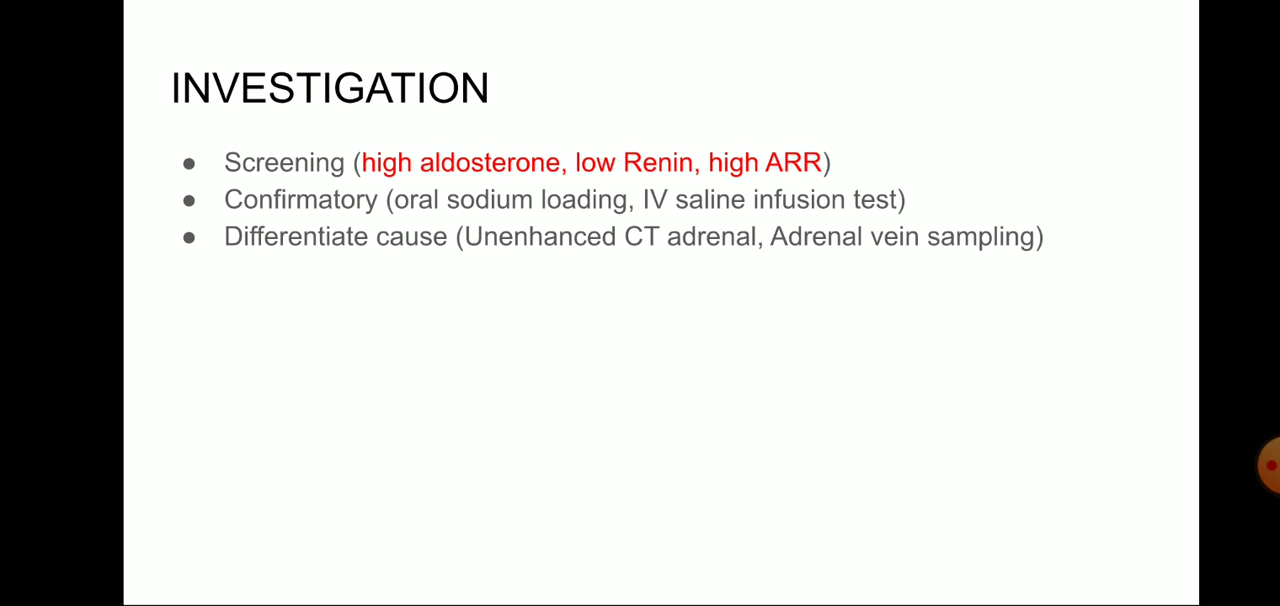 INVESTIGATION
● Screening (high aldosterone, low Renin, high ARR)
● Confirmatory (oral sodium loading, IV saline infusion test)
● Differentiate cause (Unenhanced CT adrenal, Adrenal vein sampling)